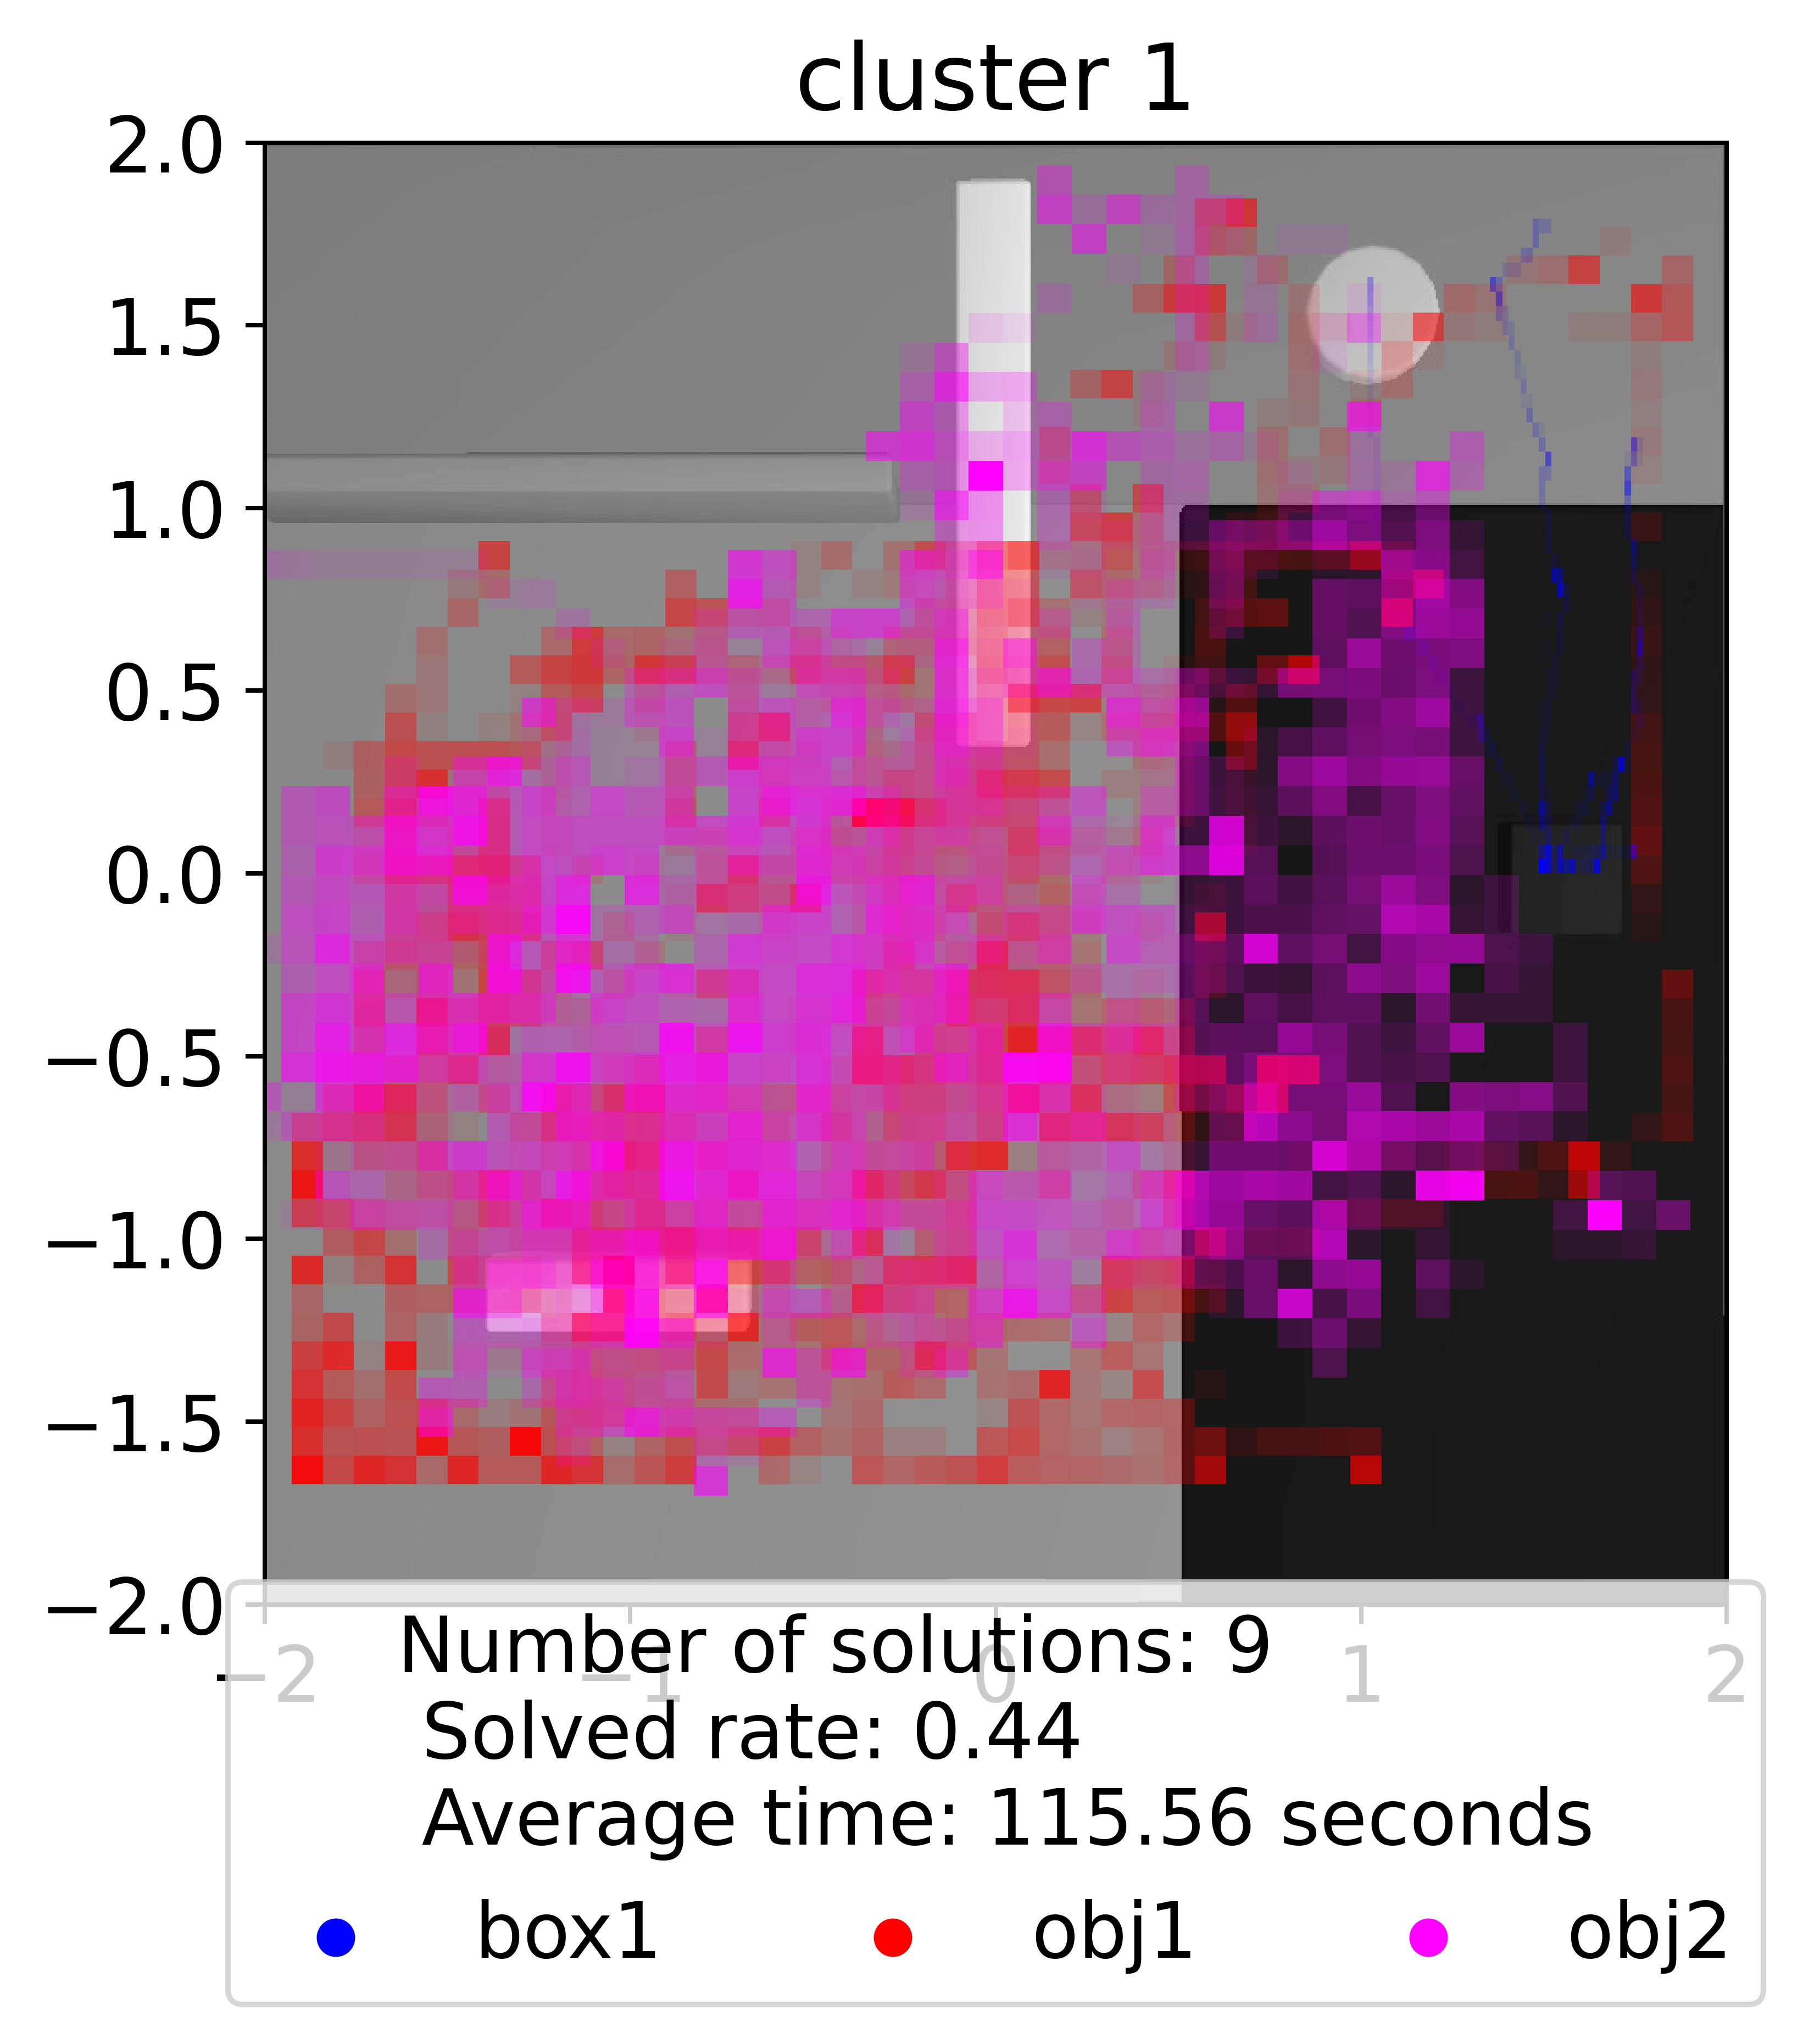 cluster 1
2.0
1.5
1.0
0.5
0.0
−0.5
−1.0
−1.5
−2.0
−2 −1 0 1 2
Number of solutions: 9
Solved rate: 0.44
Average time: 115.56 seconds
box1 obj1 obj2